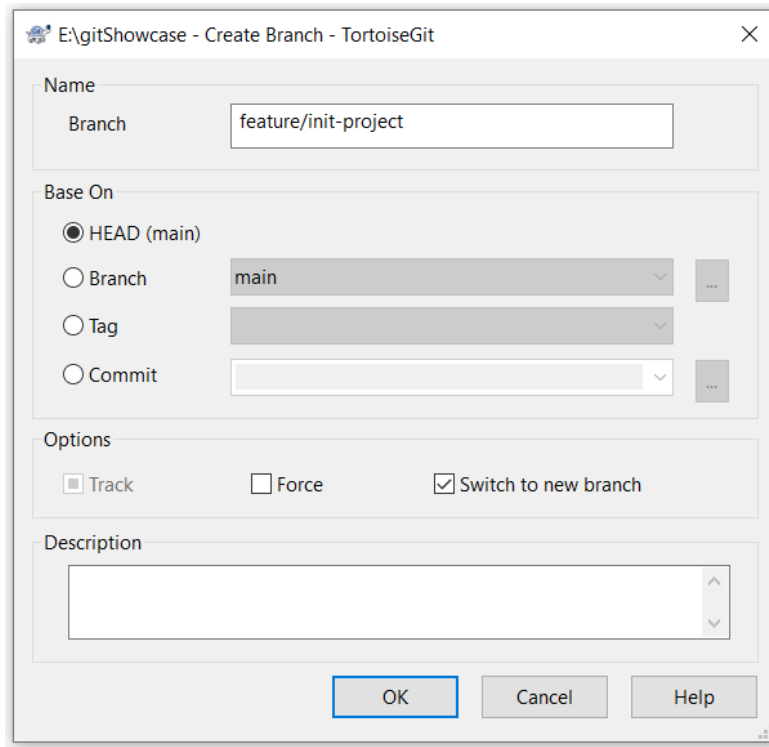 E:\gitShowcase - Create Branch - TortoiseGit
Name
Branch feature/init-project
Base On
HEAD (main)
Branch main ...
Tag
Commit ...
Options
Track Force Switch to new branch
Description
OK Cancel Help